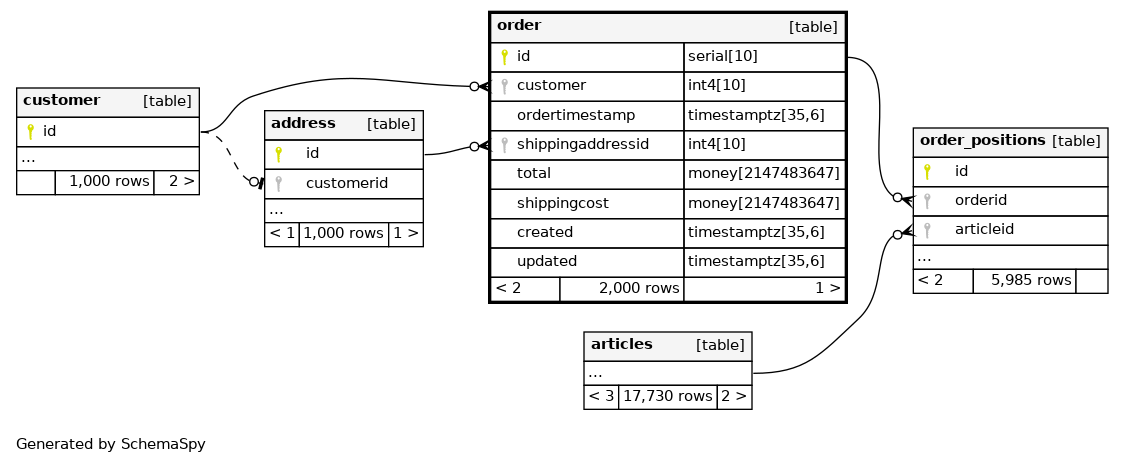 order [table]
id serial[10]
customer int4[10]
ordertimestamp timestamptz[35,6]
shippingaddressid int4[10]
total money[2147483647]
shippingcost money[2147483647]
created timestamptz[35,6]
updated timestamptz[35,6]
< 2 2,000 rows 1 >
customer [table]
id
...
1,000 rows 2 >
address [table]
id
customerid
...
< 1 1,000 rows 1 >
order_positions [table]
id
orderid
articleid
...
< 2 5,985 rows
articles [table]
...
< 3 17,730 rows 2 >
Generated by SchemaSpy